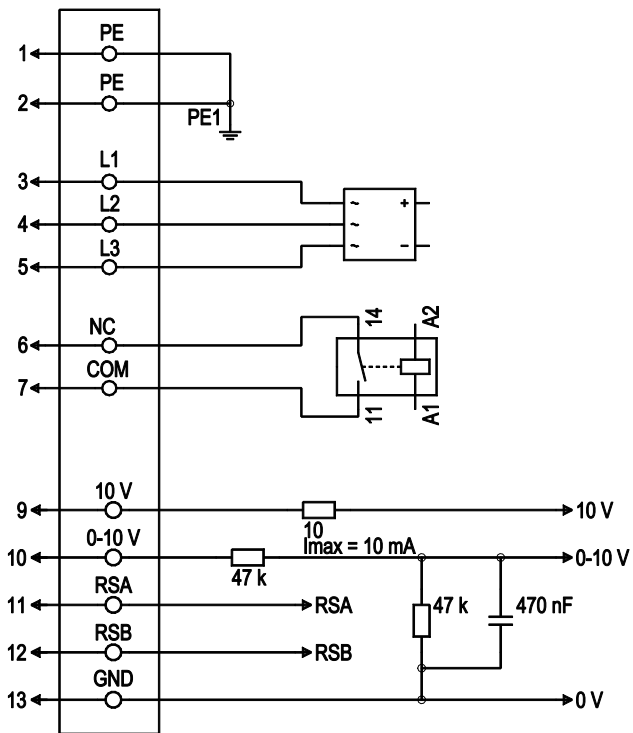 PE
1
PE
2
PE1
L1
3
~ +
L2
4
~
L3
5
~ −
14
A2
NC
6
COM
7
11
A1
10 V
9
10 V
10
0-10 V
Imax = 10 mA
10
0-10 V
47 k
RSA
47 k
470 nF
11
RSA
RSB
12
RSB
GND
13
0 V